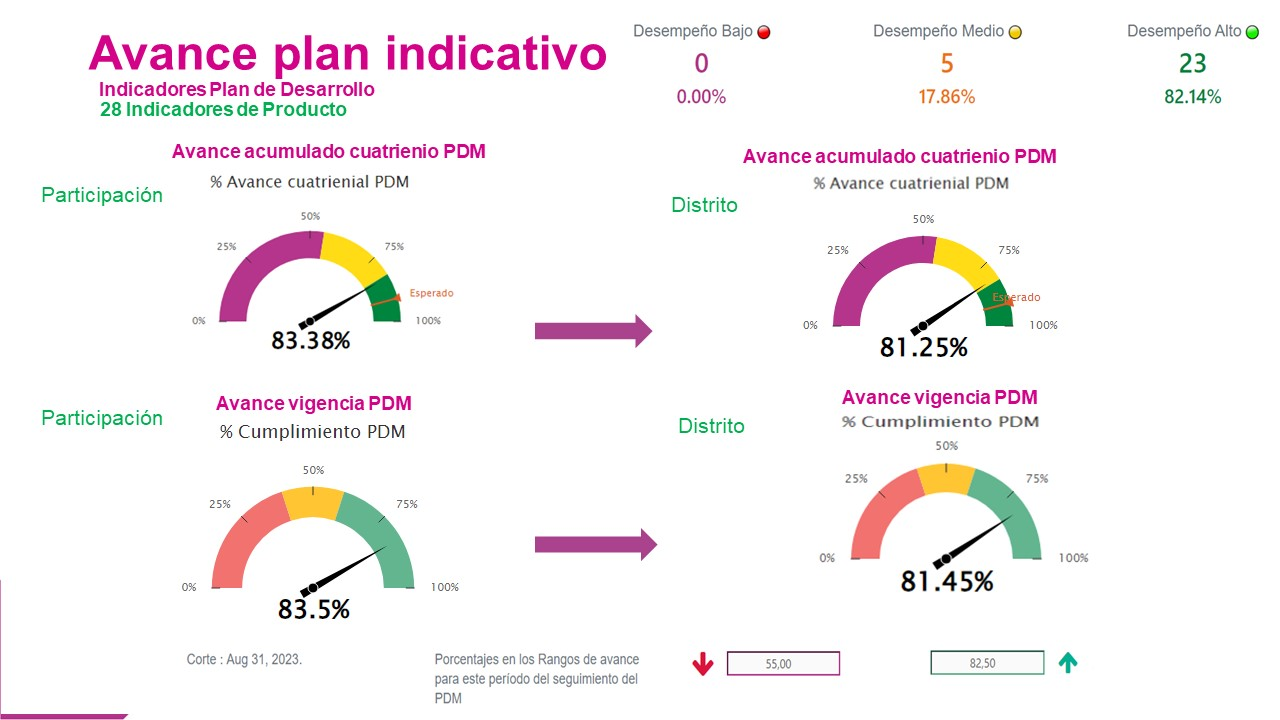 Avance plan indicativo
Indicadores Plan de Desarrollo
28 Indicadores de Producto
Desempeño Bajo
0
0.00%
Desempeño Medio
5
17.86%
Desempeño Alto
23
82.14%
Avance acumulado cuatrienio PDM
% Avance cuatrienial PDM
Participación
0%
25%
50%
75%
100%
Esperado
83.38%
Avance acumulado cuatrienio PDM
% Avance cuatrienial PDM
Distrito
0%
25%
50%
75%
100%
Esperado
81.25%
Avance vigencia PDM
% Cumplimiento PDM
Participación
0%
25%
50%
75%
100%
83.5%
Avance vigencia PDM
% Cumplimiento PDM
Distrito
0%
25%
50%
75%
100%
81.45%
Corte : Aug 31, 2023.
Porcentajes en los Rangos de avance
para este período del seguimiento del
PDM
55,00
82,50